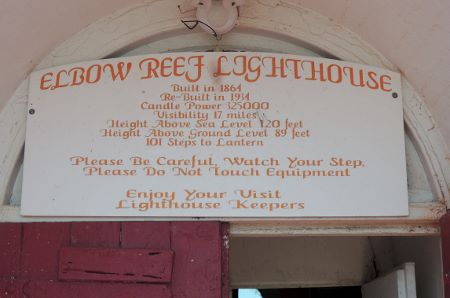 ELBOW REEF LIGHTHOUSE
Built in 1864
Re-Built in 1934
Candle Power 325000
Visibility 17 miles
Height Above Sea Level 120 feet
Height Above Ground Level 89 feet
101 Steps to Lantern
Please Be Careful, Watch Your Step.
Please Do Not Touch Equipment
Enjoy Your Visit
Lighthouse Keepers